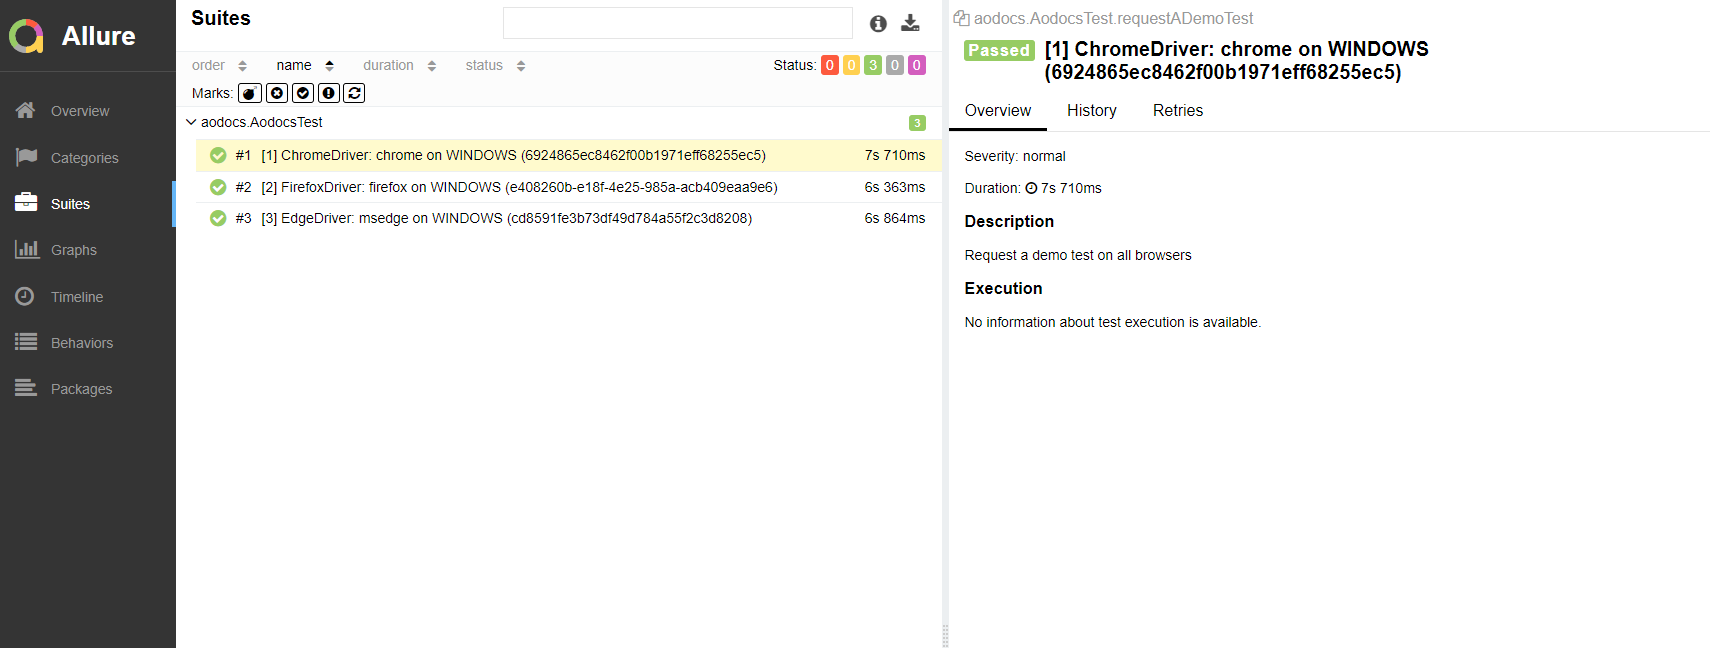 Allure
Overview
Categories
Suites
Graphs
Timeline
Behaviors
Packages
Suites
order name duration status Status: 0 0 3 0 0
Marks:
aodocs.AodocsTest 3
#1 [1] ChromeDriver: chrome on WINDOWS (6924865ec8462f00b1971eff68255ec5) 7s 710ms
#2 [2] FirefoxDriver: firefox on WINDOWS (e408260b-e18f-4e25-985a-acb409eaa9e6) 6s 363ms
#3 [3] EdgeDriver: msedge on WINDOWS (cd8591fe3b73df49d784a55f2c3d8208) 6s 864ms
aodocs.AodocsTest.requestADemoTest
Passed [1] ChromeDriver: chrome on WINDOWS
(6924865ec8462f00b1971eff68255ec5)
Overview History Retries
Severity: normal
Duration: 7s 710ms
Description
Request a demo test on all browsers
Execution
No information about test execution is available.